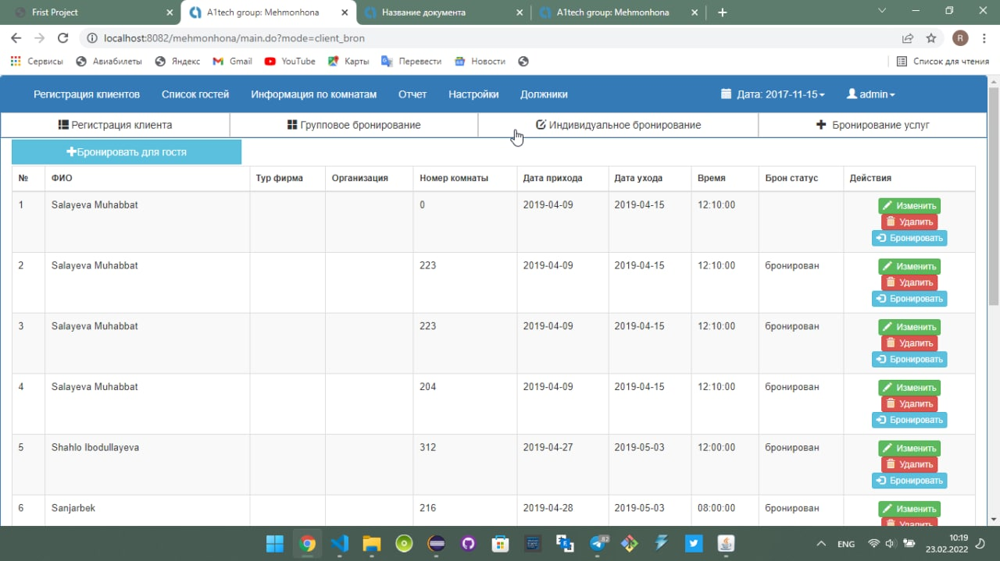 Frist Project
A1tech group: Mehmonhona
Название документа
A1tech group: Mehmonhona
localhost:8082/mehmonhona/main.do?mode=client_bron
R
Сервисы Авиабилеты Яндекс Gmail YouTube Карты Перевести Новости Список для чтения
Регистрация клиентов Список гостей Информация по комнатам Отчет Настройки Должники Дата: 2017-11-15 admin
Регистрация клиента Групповое бронирование Индивидуальное бронирование Бронирование услуг
Бронировать для гостя
№ ФИО Тур фирма Организация Номер комнаты Дата прихода Дата ухода Время Брон статус Действия
1 Salayeva Muhabbat 0 2019-04-09 2019-04-15 12:10:00 Изменить
Удалить
Бронировать
2 Salayeva Muhabbat 223 2019-04-09 2019-04-15 12:10:00 бронирован Изменить
Удалить
Бронировать
3 Salayeva Muhabbat 223 2019-04-09 2019-04-15 12:10:00 бронирован Изменить
Удалить
Бронировать
4 Salayeva Muhabbat 204 2019-04-09 2019-04-15 12:10:00 бронирован Изменить
Удалить
Бронировать
5 Shahlo Ibodullayeva 312 2019-04-27 2019-05-03 12:00:00 бронирован Изменить
Удалить
Бронировать
6 Sanjarbek 216 2019-04-28 2019-05-03 08:00:00 бронирован Изменить
Удалить
82
ENG
10:19
23.02.2022